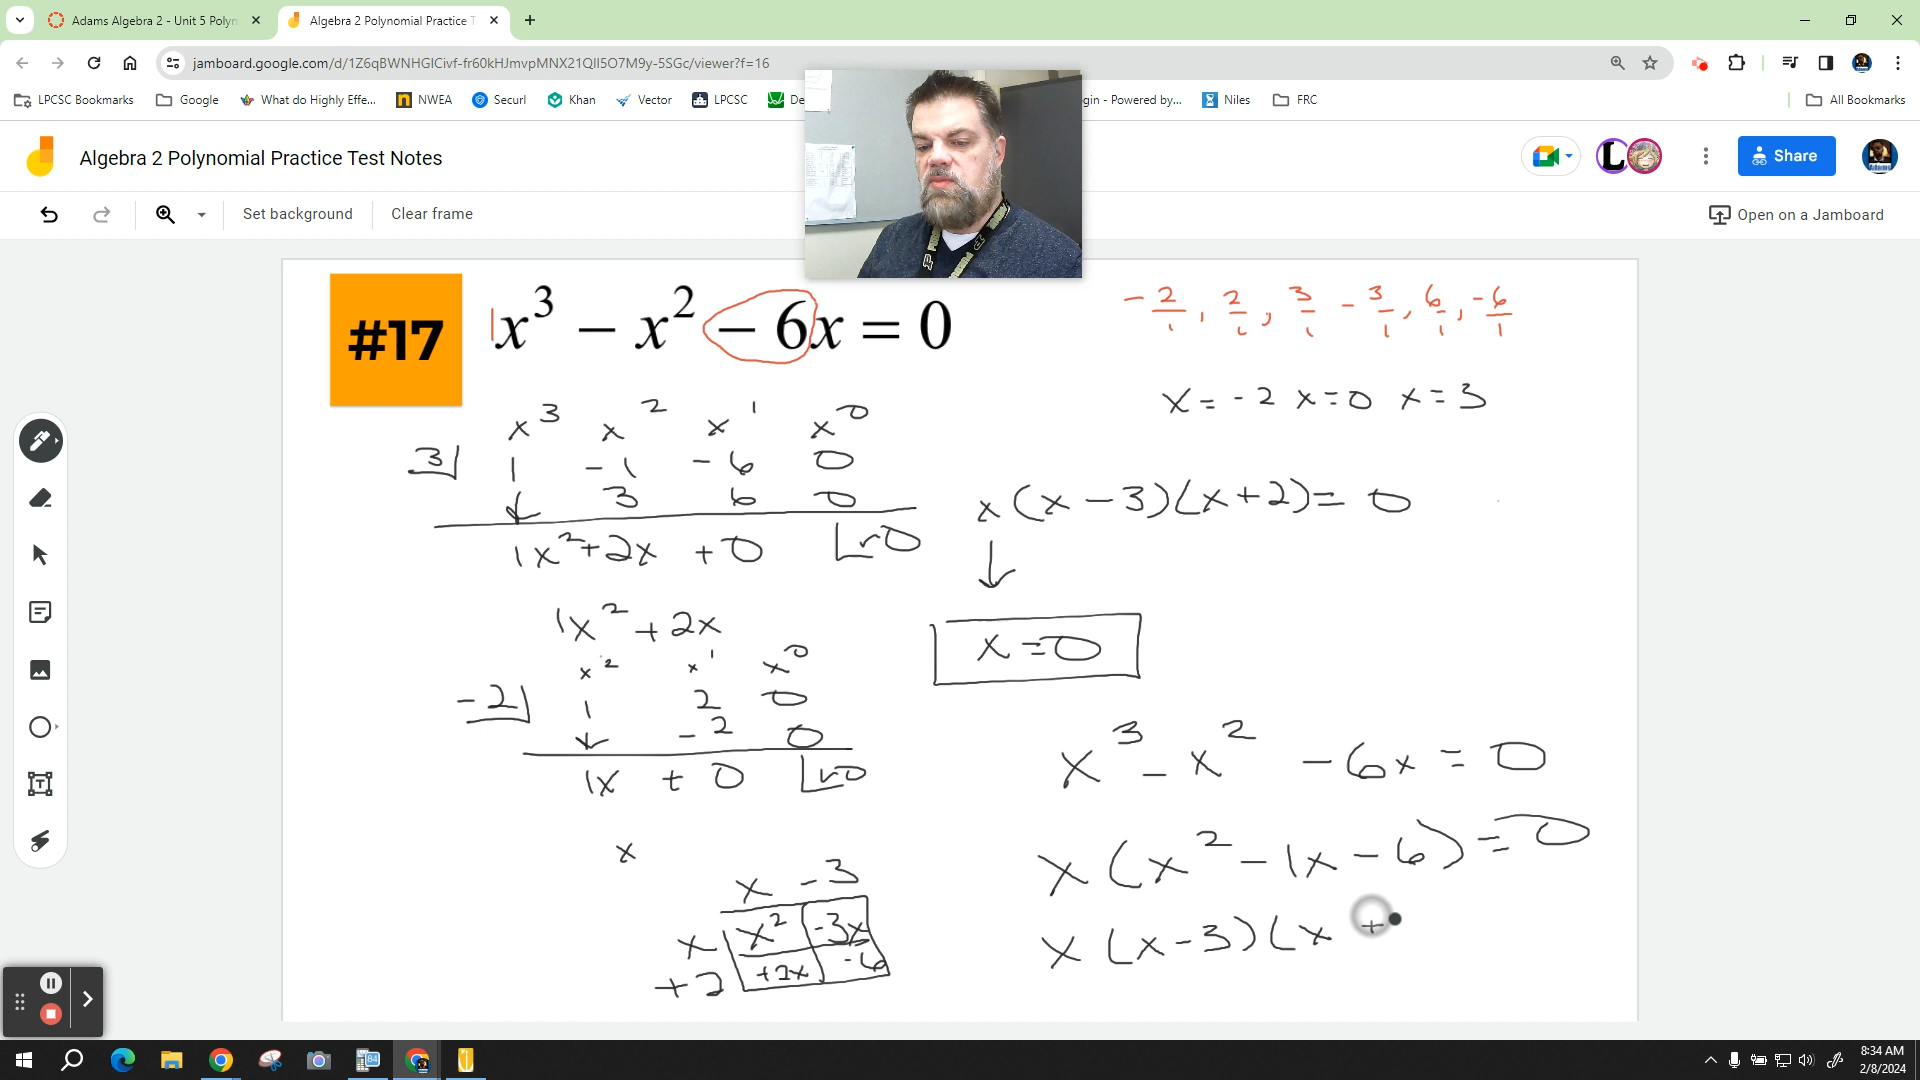 Adams Algebra 2 - Unit 5 Polyn
Algebra 2 Polynomial Practice T
jamboard.google.com/d/1Z6qBWNHGICivf-fr60kHJmvpMNX21QlI5O7M9y-5SGc/viewer?f=16
LPCSC Bookmarks Google What do Highly Effe... NWEA Securl Khan Vector LPCSC De gin - Powered by... Niles FRC All Bookmarks
Algebra 2 Polynomial Practice Test Notes
Share
Set background Clear frame Open on a Jamboard
#17
1x³ − x² − 6x = 0
-2/1, 2/1, 3/1 -3/1, 6/1, -6/1
x = -2 x = 0 x = 3
x³ x² x¹ x⁰
3| 1 -1 -6 0
↓ 3 6 0
1x² + 2x + 0 |r0
x(x - 3)(x + 2) = 0
↓
x = 0
1x² + 2x
x² x¹ x⁰
-2| 1 2 0
↓ -2 0
1x + 0 |r0
x³ - x² - 6x = 0
x(x² - 1x - 6) = 0
x(x - 3)(x +
x
x -3
x x² -3x
+2 +2x -6
84
8:34 AM
2/8/2024